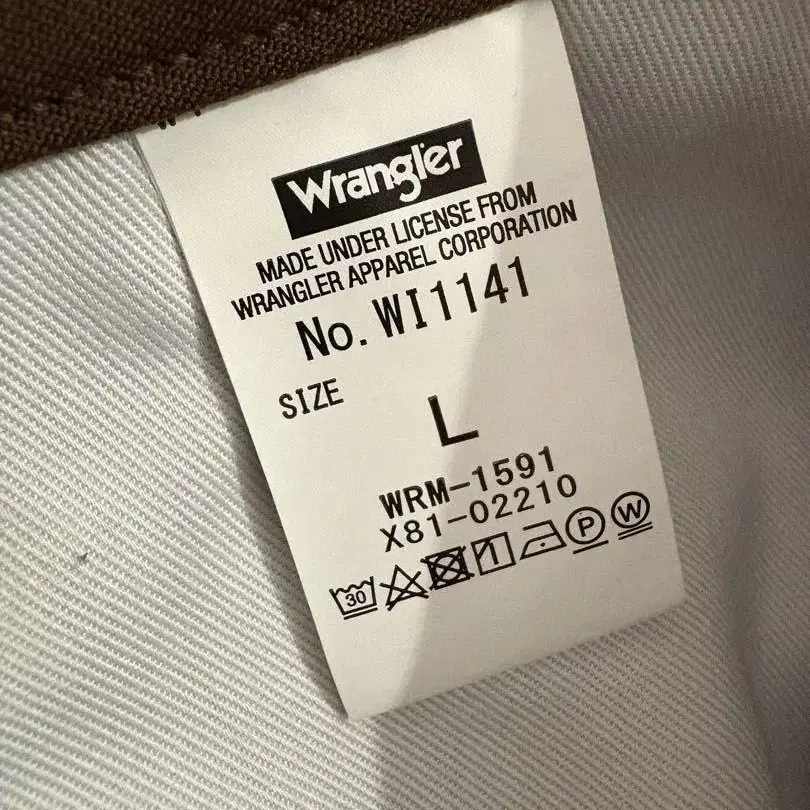 Wrangler
MADE UNDER LICENSE FROM
WRANGLER APPAREL CORPORATION
No. WI1141
SIZE
L
WRM-1591
X81-02210
30 P W